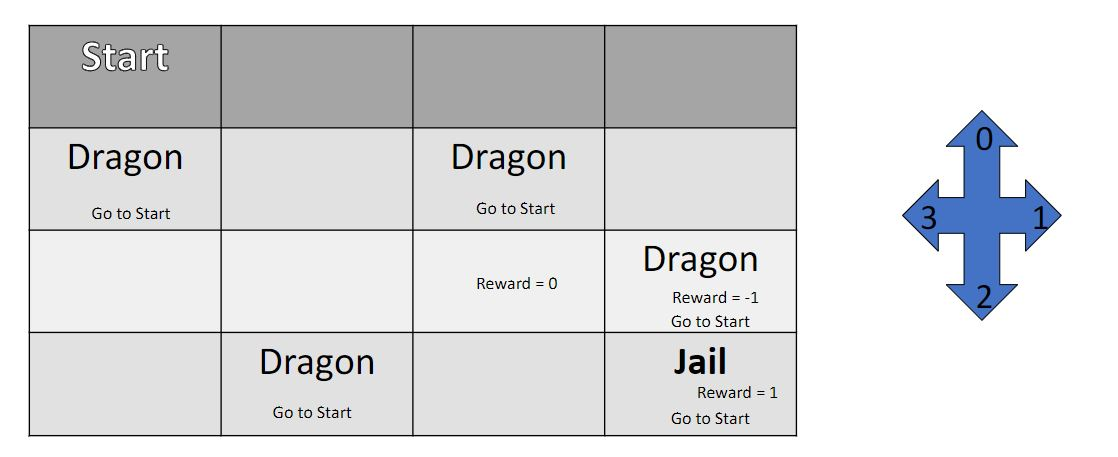 Start
Dragon
Go to Start
Dragon
Go to Start
Reward = 0
Dragon
Reward = -1
Go to Start
Dragon
Go to Start
Jail
Reward = 1
Go to Start
0
3
1
2